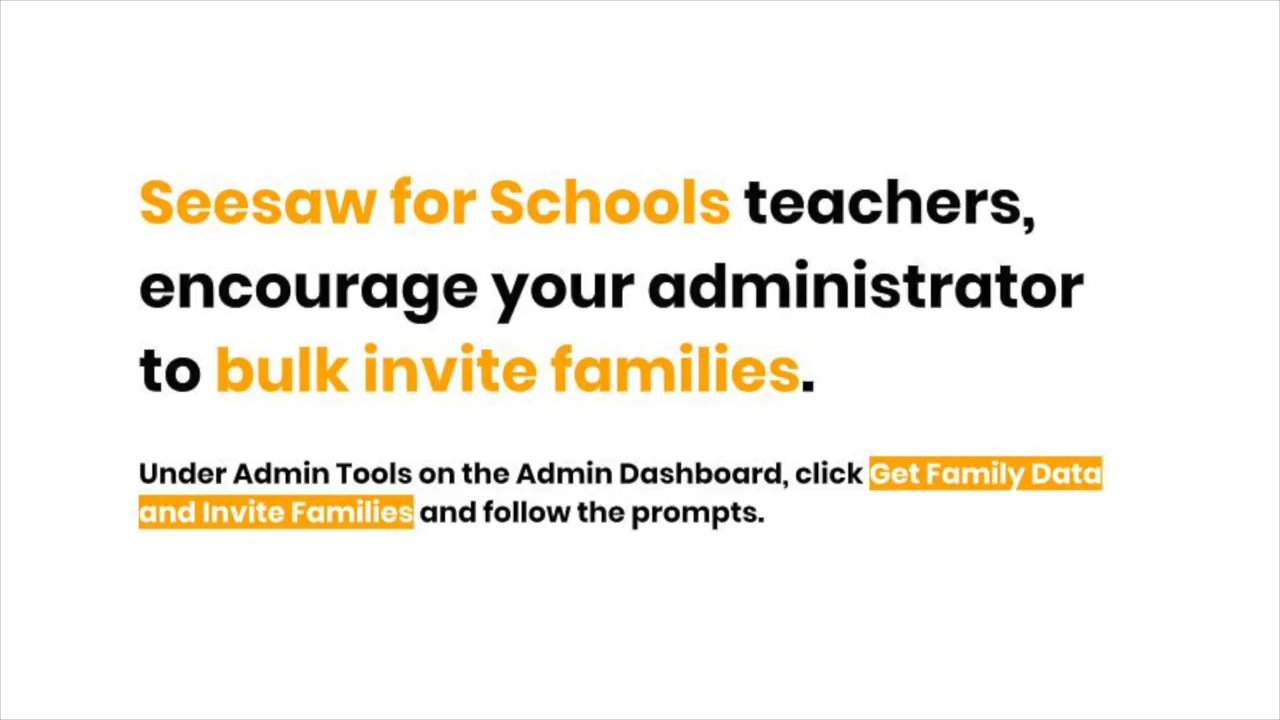 Seesaw for Schools teachers,
encourage your administrator
to bulk invite families.
Under Admin Tools on the Admin Dashboard, click Get Family Data
and Invite Families and follow the prompts.